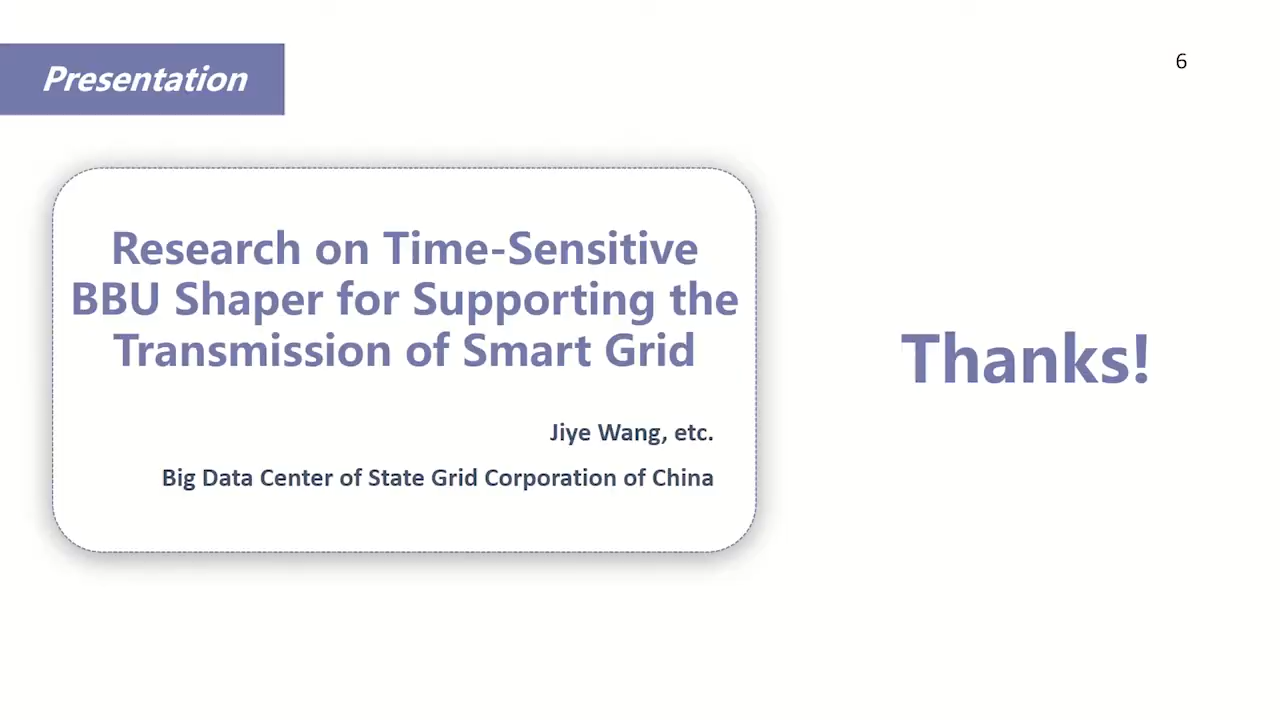 Presentation
6
Research on Time-Sensitive
BBU Shaper for Supporting the
Transmission of Smart Grid
Jiye Wang, etc.
Big Data Center of State Grid Corporation of China
Thanks!